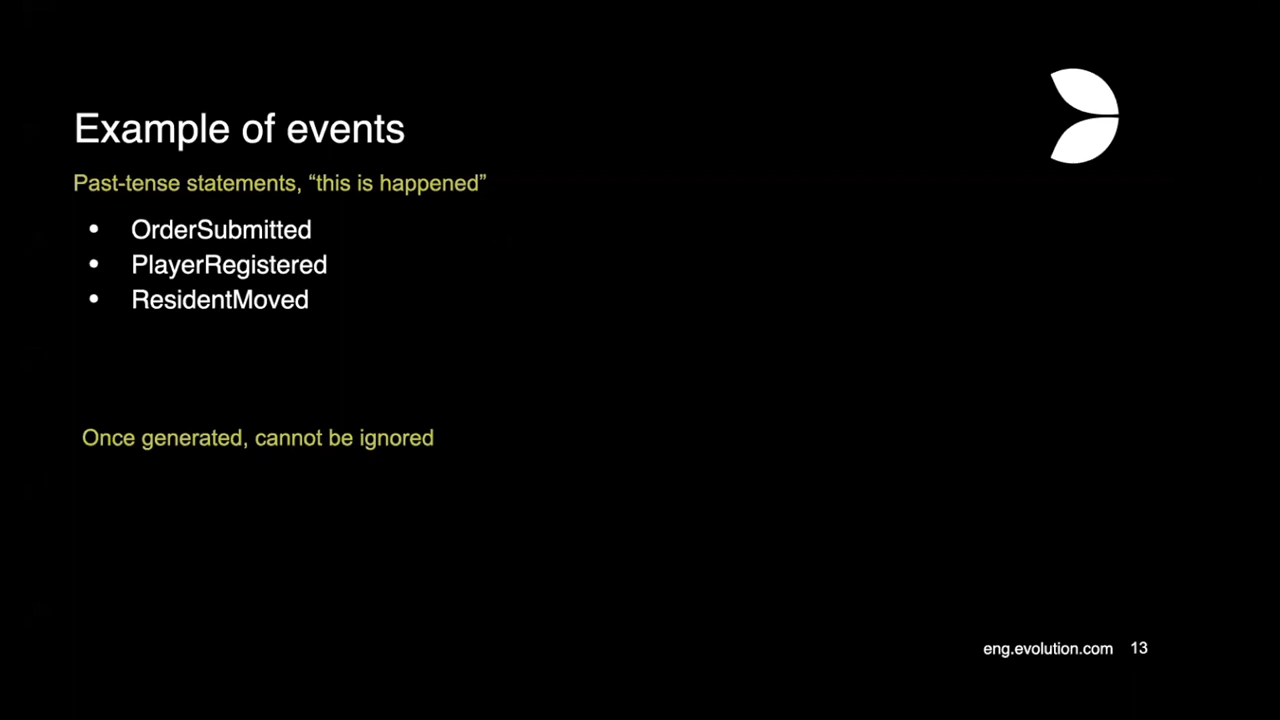 Example of events
Past-tense statements, “this is happened”
• OrderSubmitted
• PlayerRegistered
• ResidentMoved
Once generated, cannot be ignored
eng.evolution.com 13